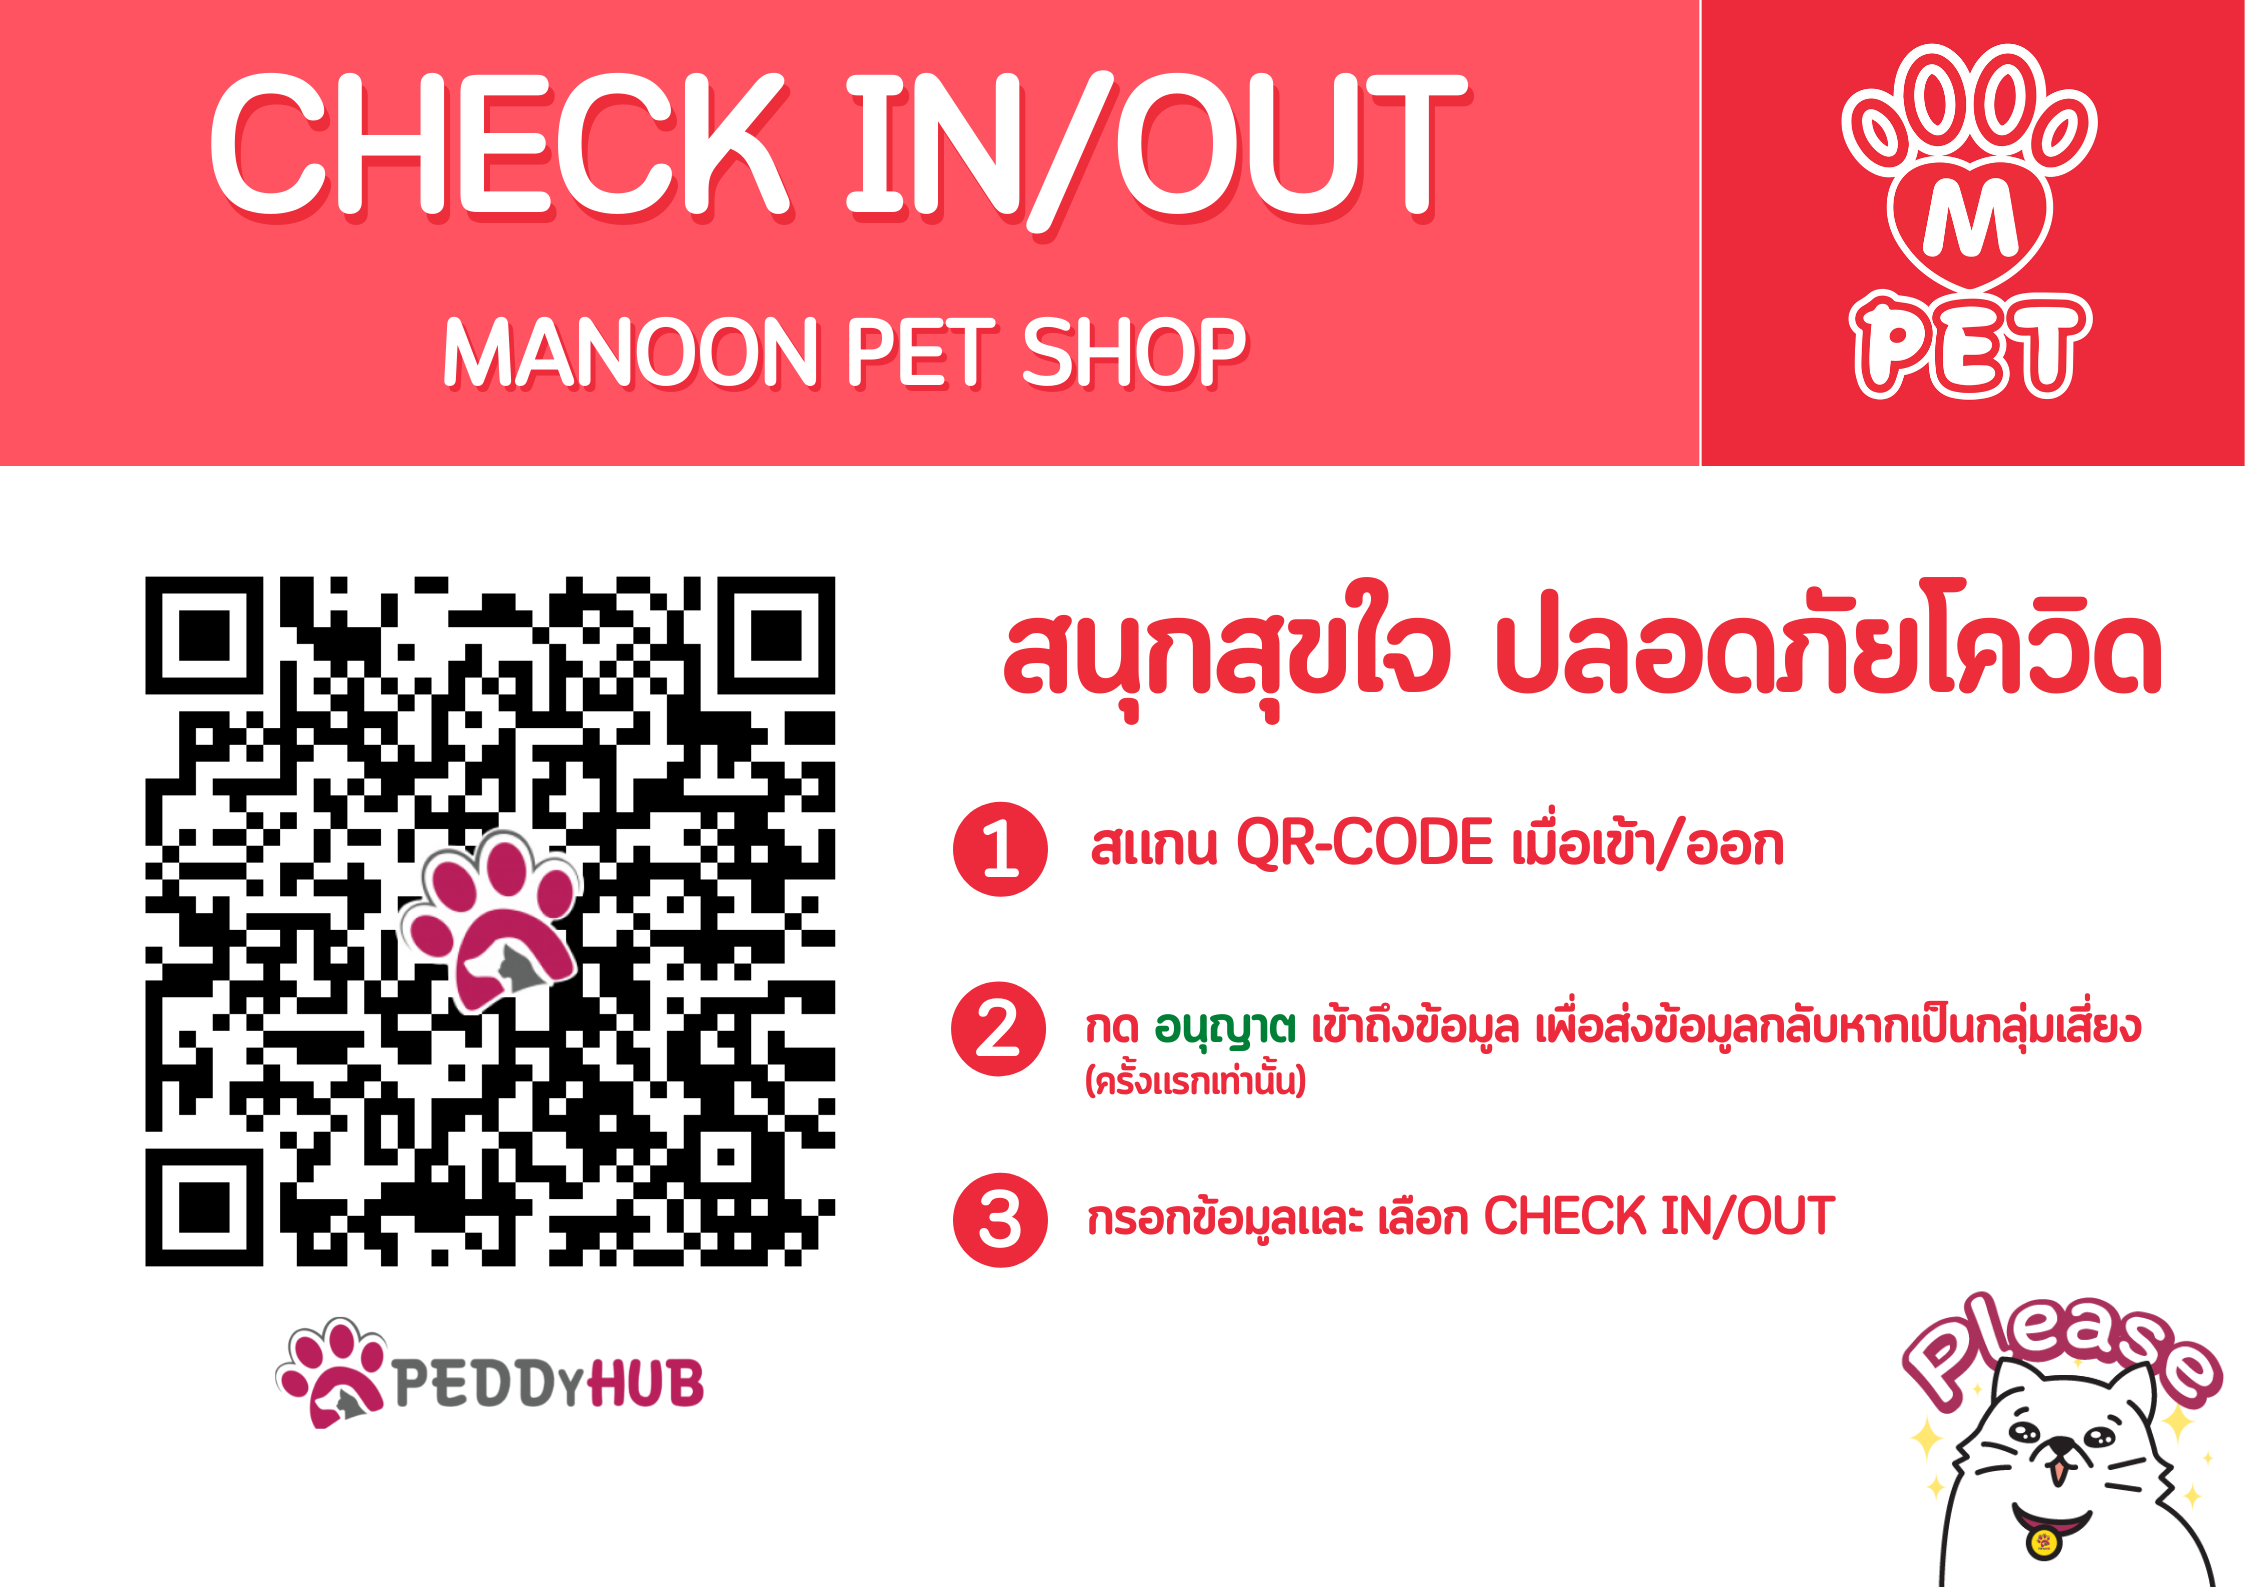 CHECK IN/OUT
MANOON PET SHOP
M
PET
สนุกสุขใจ ปลอดภัยโควิด
1 สแกน QR-CODE เมื่อเข้า/ออก
2 กด อนุญาต เข้าถึงข้อมูล เพื่อส่งข้อมูลกลับหากเป็นกลุ่มเสี่ยง
(ครั้งแรกเท่านั้น)
3 กรอกข้อมูลและ เลือก CHECK IN/OUT
PEDDyHUB
Please